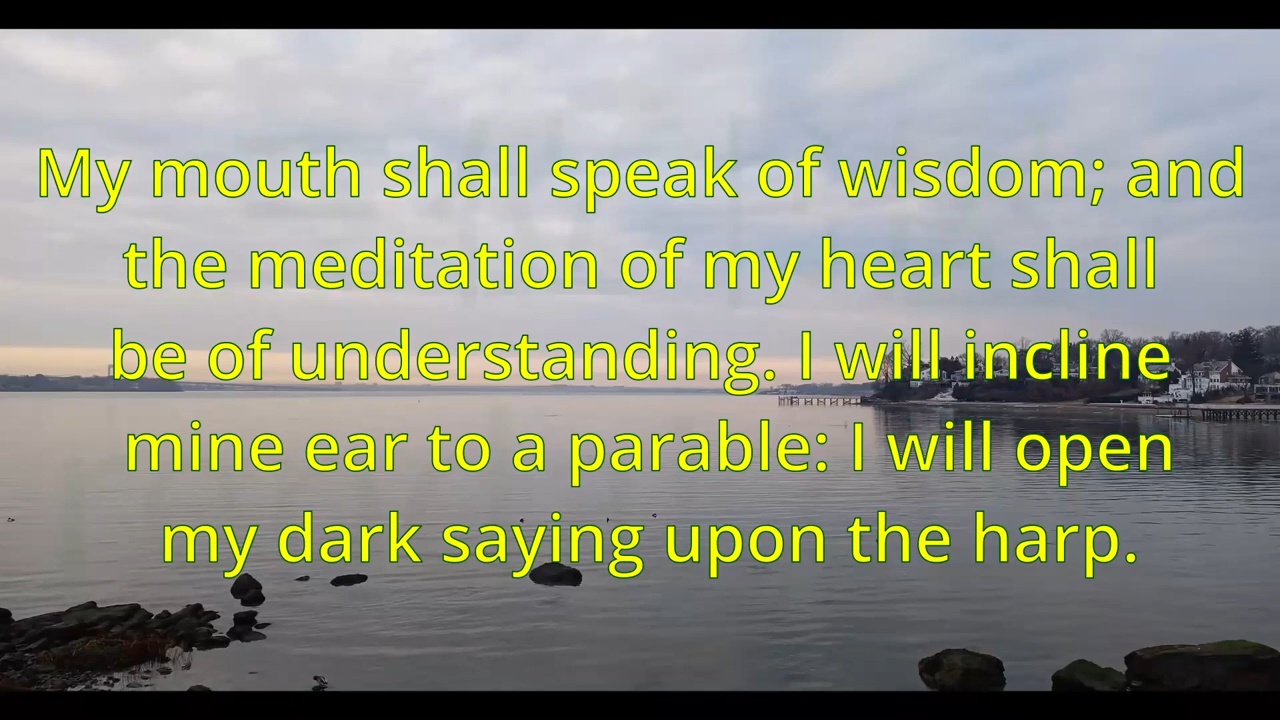 My mouth shall speak of wisdom; and
the meditation of my heart shall
be of understanding. I will incline
mine ear to a parable: I will open
my dark saying upon the harp.